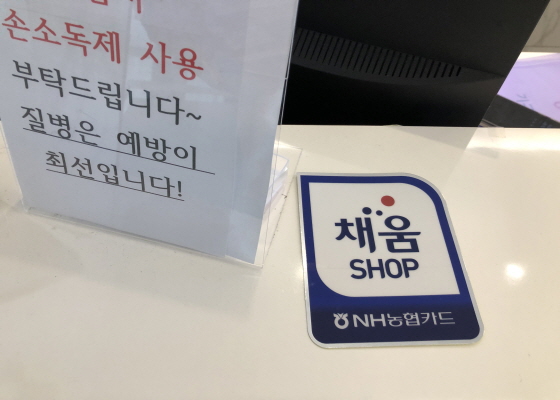 손소독제 사용
부탁드립니다~
질병은 예방이
최선입니다!
채움
SHOP
NH농협카드